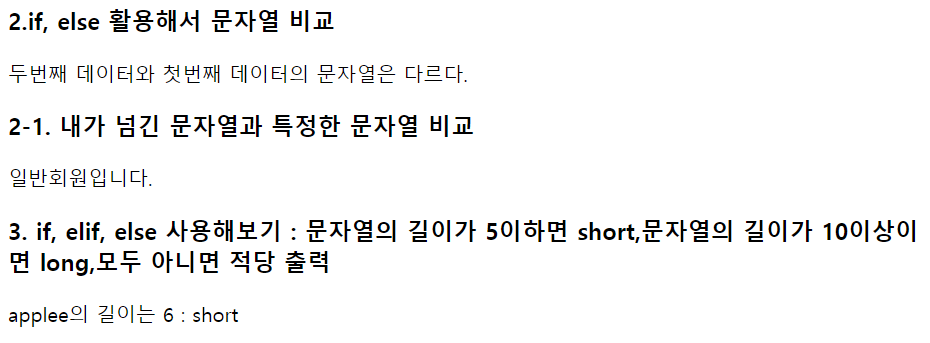 2.if, else 활용해서 문자열 비교
두번째 데이터와 첫번째 데이터의 문자열은 다르다.
2-1. 내가 넘긴 문자열과 특정한 문자열 비교
일반회원입니다.
3. if, elif, else 사용해보기 : 문자열의 길이가 5이하면 short,문자열의 길이가 10이상이
면 long,모두 아니면 적당 출력
applee의 길이는 6 : short